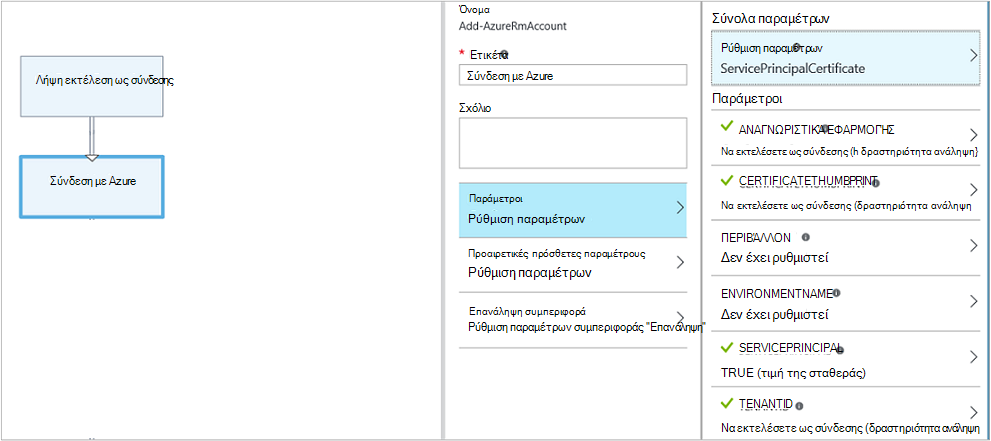 Λήψη εκτέλεση ως σύνδεσης
Σύνδεση με Azure
Όνομα
Add-AzureRmAccount
* Ετικέτα
Σύνδεση με Azure
Σχόλιο
Παράμετροι
Ρύθμιση παραμέτρων
Προαιρετικές πρόσθετες παραμέτρους
Ρύθμιση παραμέτρων
Επανάληψη συμπεριφορά
Ρύθμιση παραμέτρων συμπεριφοράς "Επανάληψη"
Σύνολα παραμέτρων
Ρύθμιση παραμέτρων
ServicePrincipalCertificate
Παράμετροι
ΑΝΑΓΝΩΡΙΣΤΙΚΑ ΕΦΑΡΜΟΓΗΣ
Να εκτελέσετε ως σύνδεσης (h δραστηριότητα ανάληψη)
CERTIFICATETHUMBPRINT
Να εκτελέσετε ως σύνδεσης (δραστηριότητα ανάληψη
ΠΕΡΙΒΆΛΛΟΝ
Δεν έχει ρυθμιστεί
ENVIRONMENTNAME
Δεν έχει ρυθμιστεί
SERVICEPRINCIPAL
TRUE (τιμή της σταθεράς)
TENANTID
Να εκτελέσετε ως σύνδεσης (δραστηριότητα ανάληψη